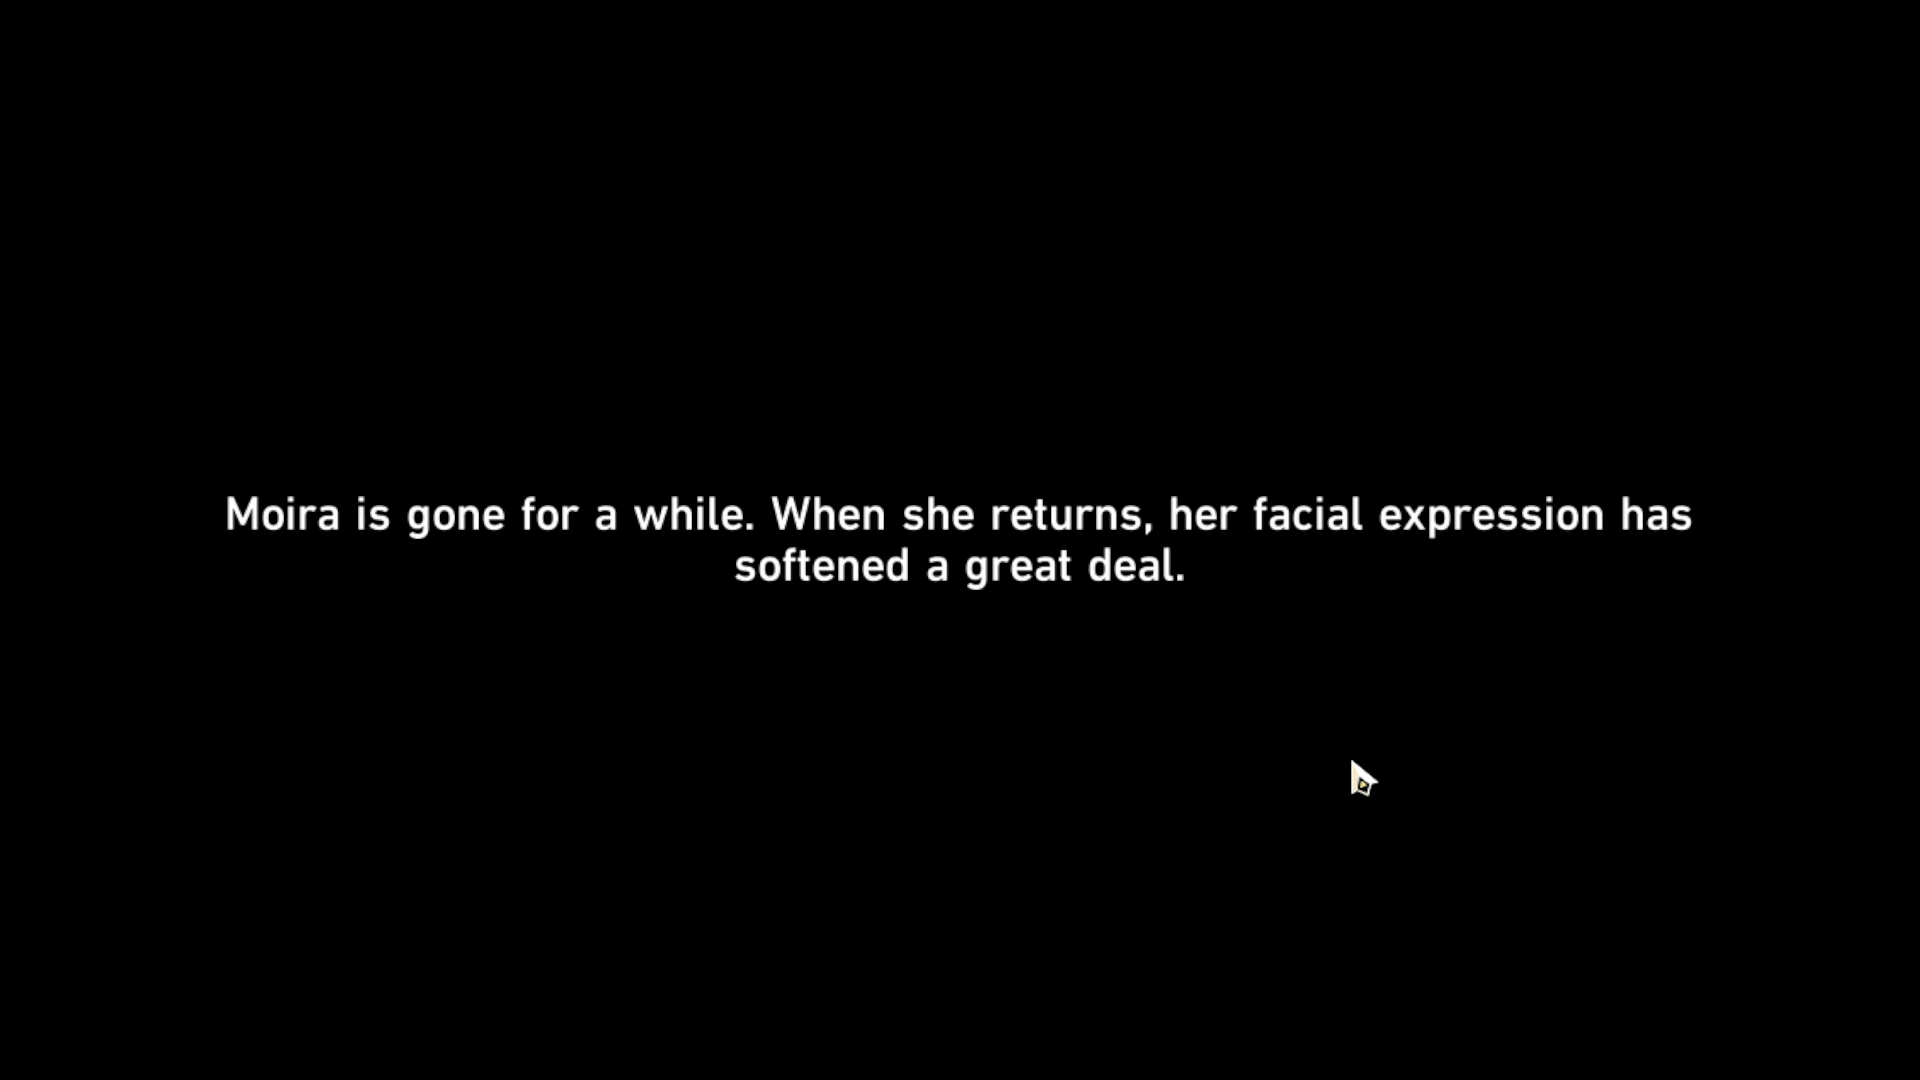 Moira is gone for a while. When she returns, her facial expression has
softened a great deal.